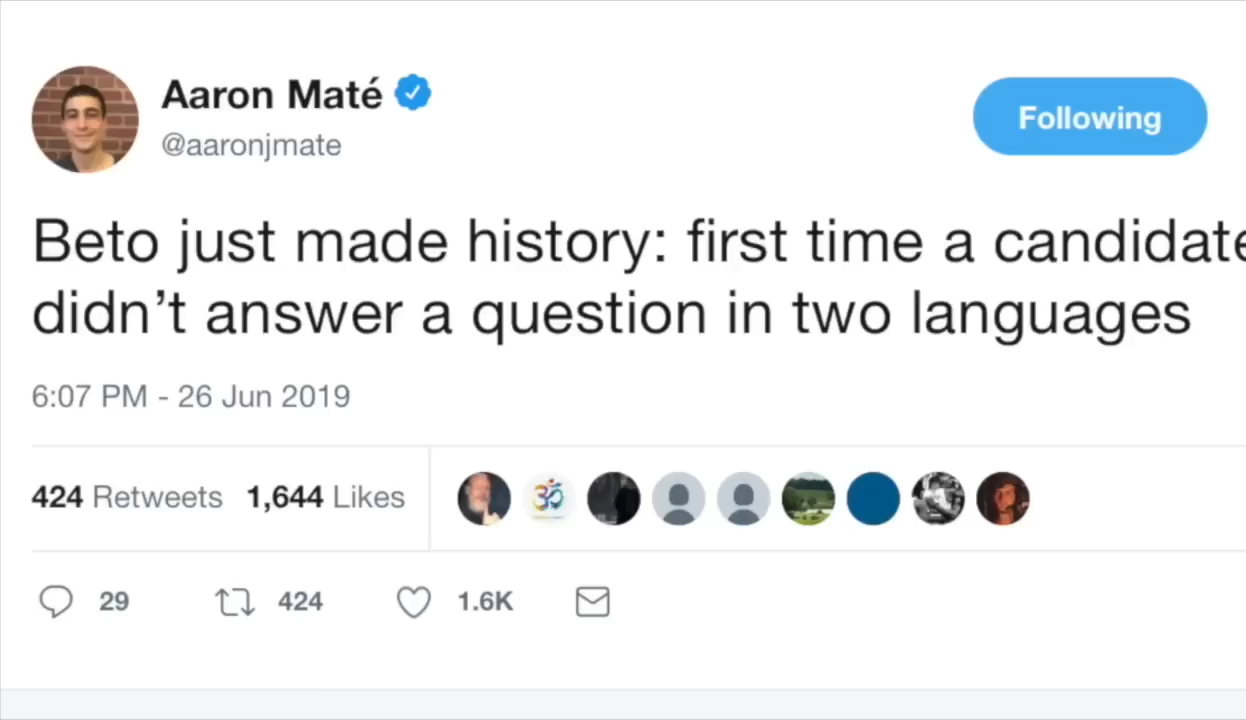 Aaron Maté
@aaronjmate
Following
Beto just made history: first time a candidate
didn’t answer a question in two languages
6:07 PM - 26 Jun 2019
424 Retweets 1,644 Likes
29 424 1.6K